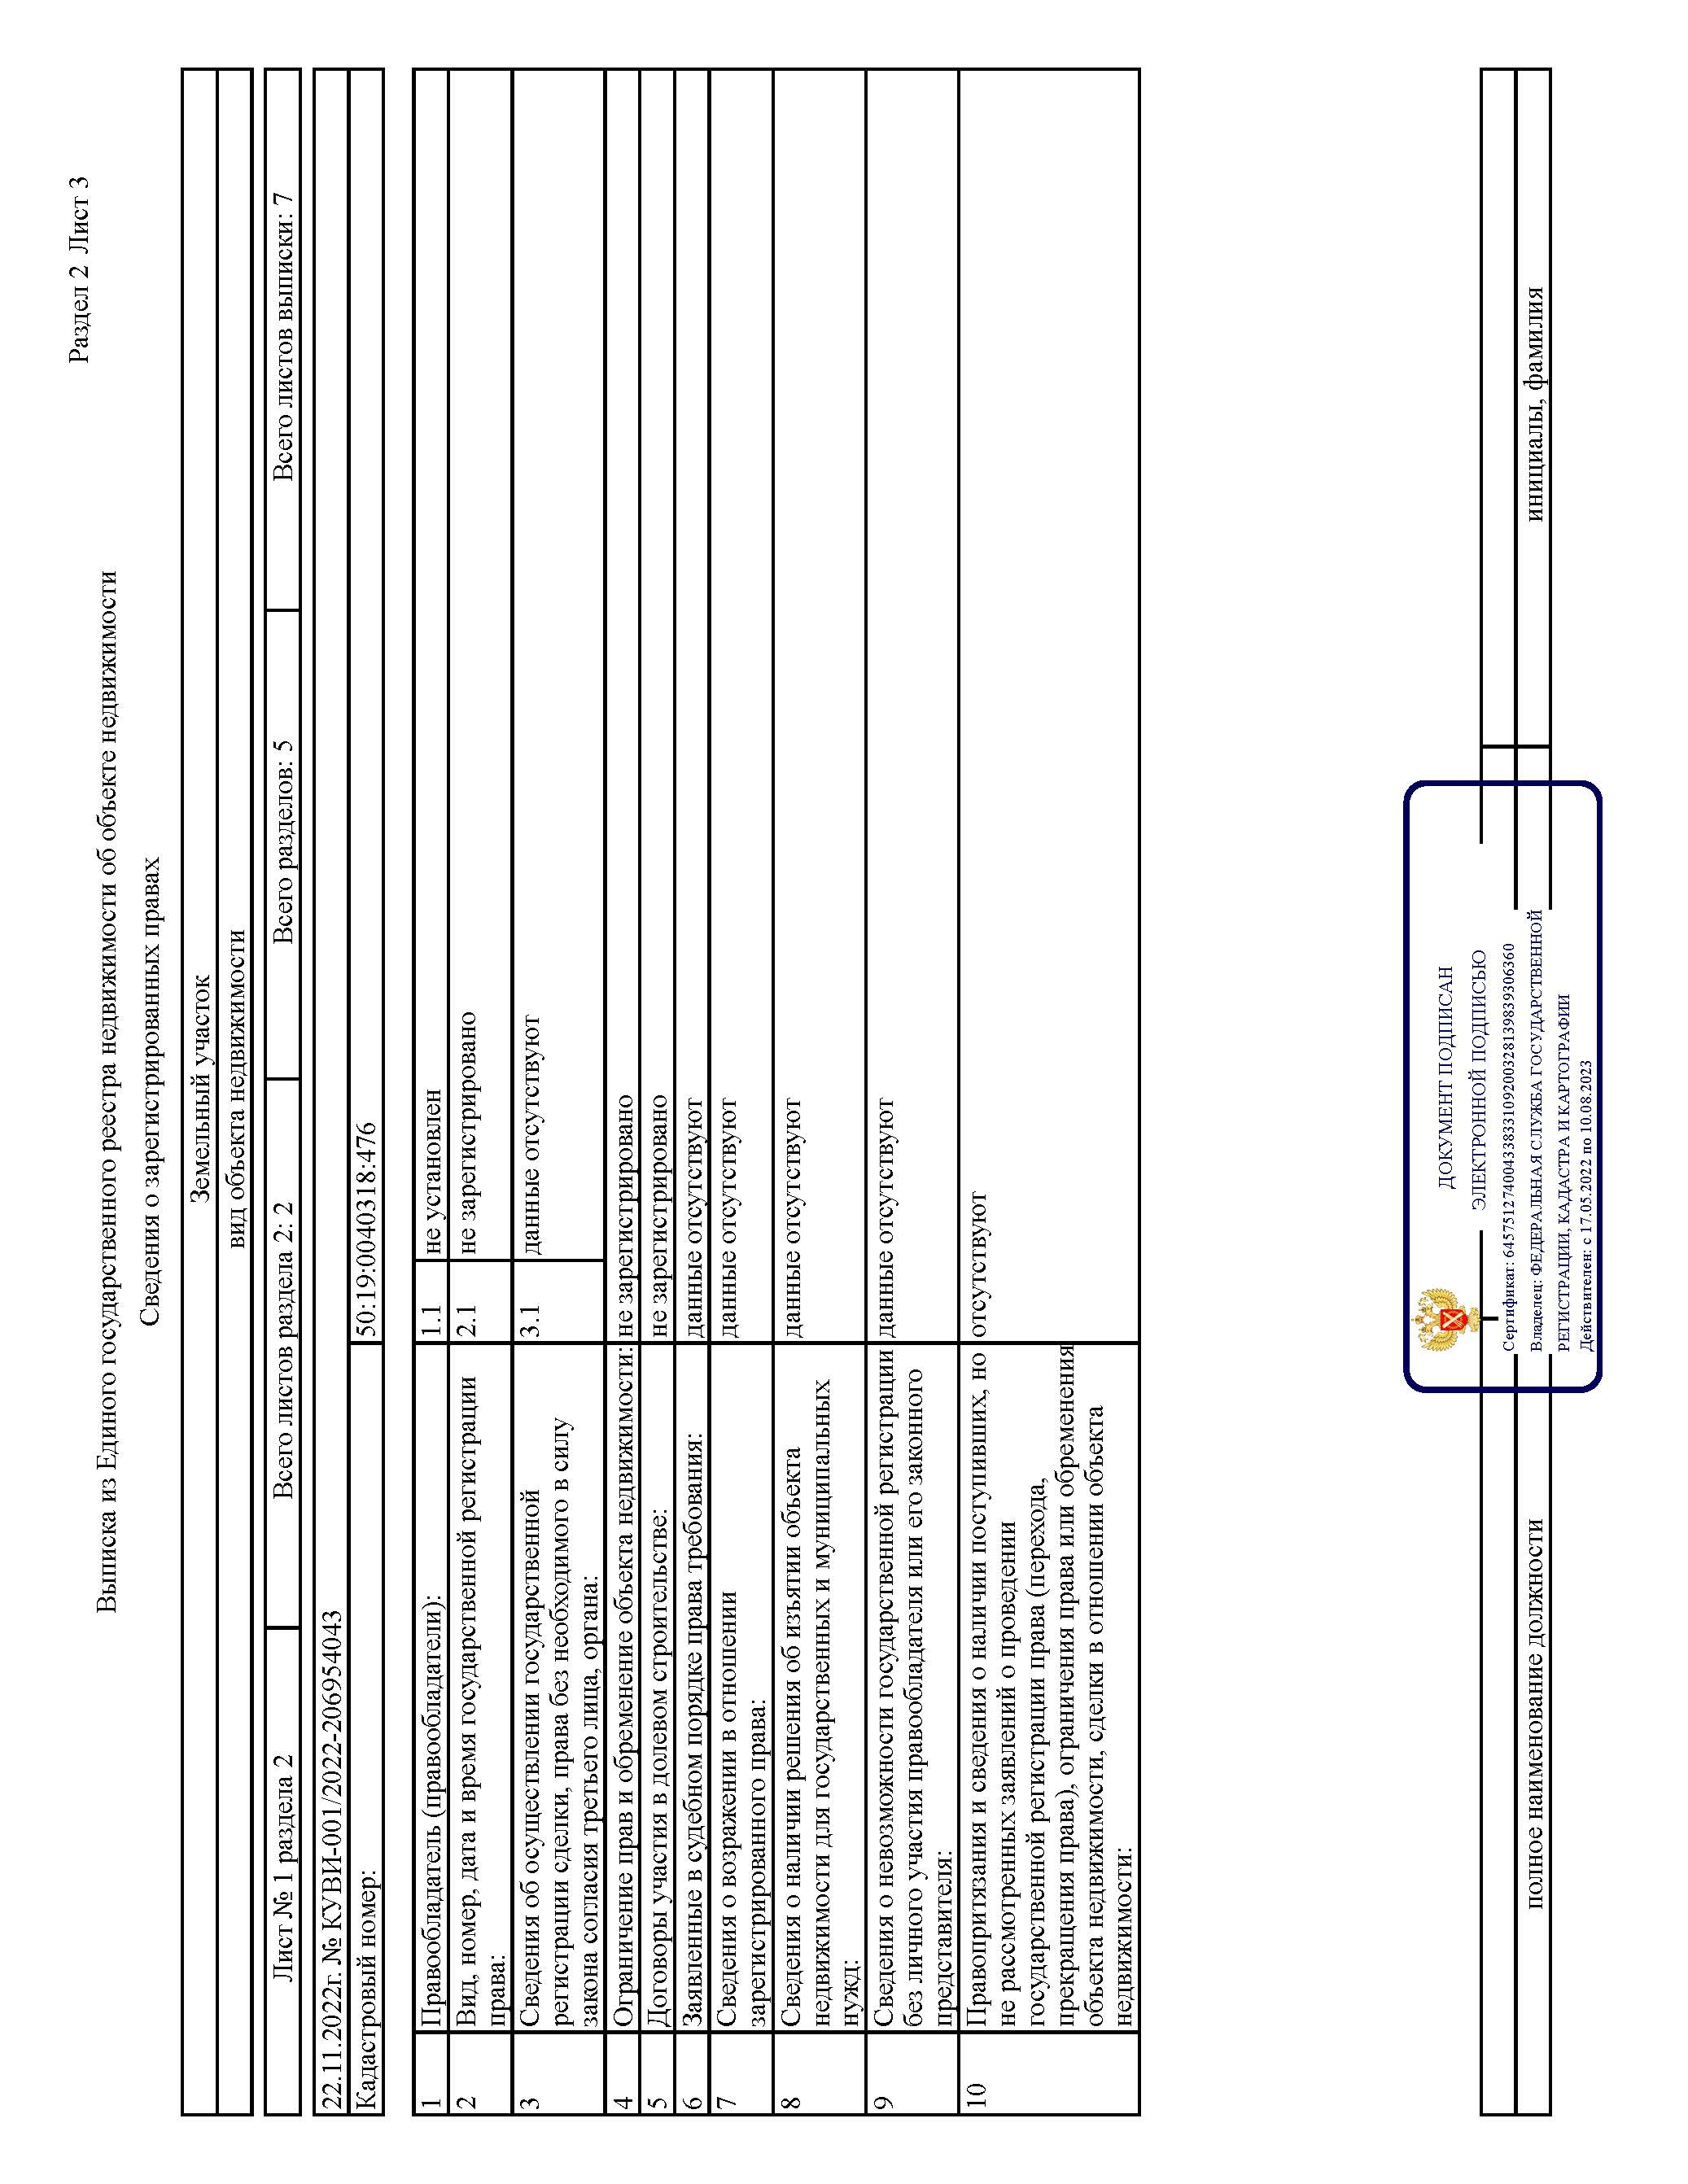 Раздел 2 Лист 3
Выписка из Единого государственного реестра недвижимости об объекте недвижимости
Сведения о зарегистрированных правах
Земельный участок
вид объекта недвижимости
Лист № 1 раздела 2 Всего листов раздела 2: 2 Всего разделов: 5 Всего листов выписки: 7
22.11.2022г. № КУВИ-001/2022-206954043
Кадастровый номер: 50:19:0040318:476
1 Правообладатель (правообладатели): 1.1 не установлен
2 Вид, номер, дата и время государственной регистрации 2.1 не зарегистрировано
права:
3 Сведения об осуществлении государственной 3.1 данные отсутствуют
регистрации сделки, права без необходимого в силу
закона согласия третьего лица, органа:
4 Ограничение прав и обременение объекта недвижимости: не зарегистрировано
5 Договоры участия в долевом строительстве: не зарегистрировано
6 Заявленные в судебном порядке права требования: данные отсутствуют
7 Сведения о возражении в отношении данные отсутствуют
зарегистрированного права:
8 Сведения о наличии решения об изъятии объекта данные отсутствуют
недвижимости для государственных и муниципальных
нужд:
9 Сведения о невозможности государственной регистрации данные отсутствуют
без личного участия правообладателя или его законного
представителя:
10 Правопритязания и сведения о наличии поступивших, но отсутствуют
не рассмотренных заявлений о проведении
государственной регистрации права (перехода,
прекращения права), ограничения права или обременения
объекта недвижимости, сделки в отношении объекта
недвижимости:
ДОКУМЕНТ ПОДПИСАН
ЭЛЕКТРОННОЙ ПОДПИСЬЮ
Сертификат: 64575127400433833109200328139839306360
Владелец: ФЕДЕРАЛЬНАЯ СЛУЖБА ГОСУДАРСТВЕННОЙ
РЕГИСТРАЦИИ, КАДАСТРА И КАРТОГРАФИИ
Действителен: с 17.05.2022 по 10.08.2023
полное наименование должности инициалы, фамилия